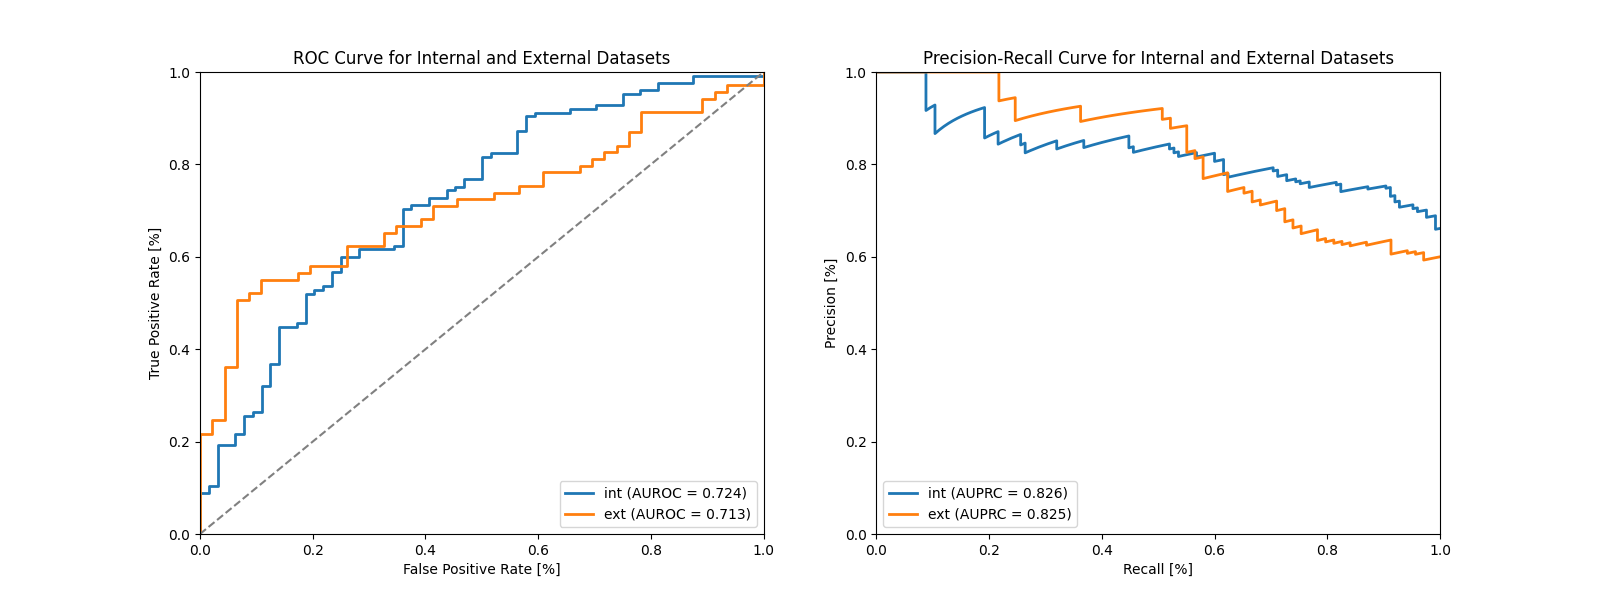 ROC Curve for Internal and External Datasets
1.0
0.8
0.6
0.4
0.2
0.0
True Positive Rate [%]
int (AUROC = 0.724)
ext (AUROC = 0.713)
0.0 0.2 0.4 0.6 0.8 1.0
False Positive Rate [%]
Precision-Recall Curve for Internal and External Datasets
1.0
0.8
0.6
0.4
0.2
0.0
Precision [%]
int (AUPRC = 0.826)
ext (AUPRC = 0.825)
0.0 0.2 0.4 0.6 0.8 1.0
Recall [%]